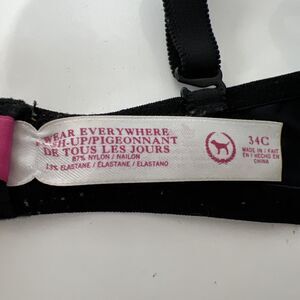 WEAR EVERYWHERE
PUSH-UP/PIGEONNANT
DE TOUS LES JOURS
87% NYLON / NAILON
13% ELASTANE / ÉLASTANE / ELASTANO
34C
MADE IN / FAIT
EN / HECHO EN
CHINA